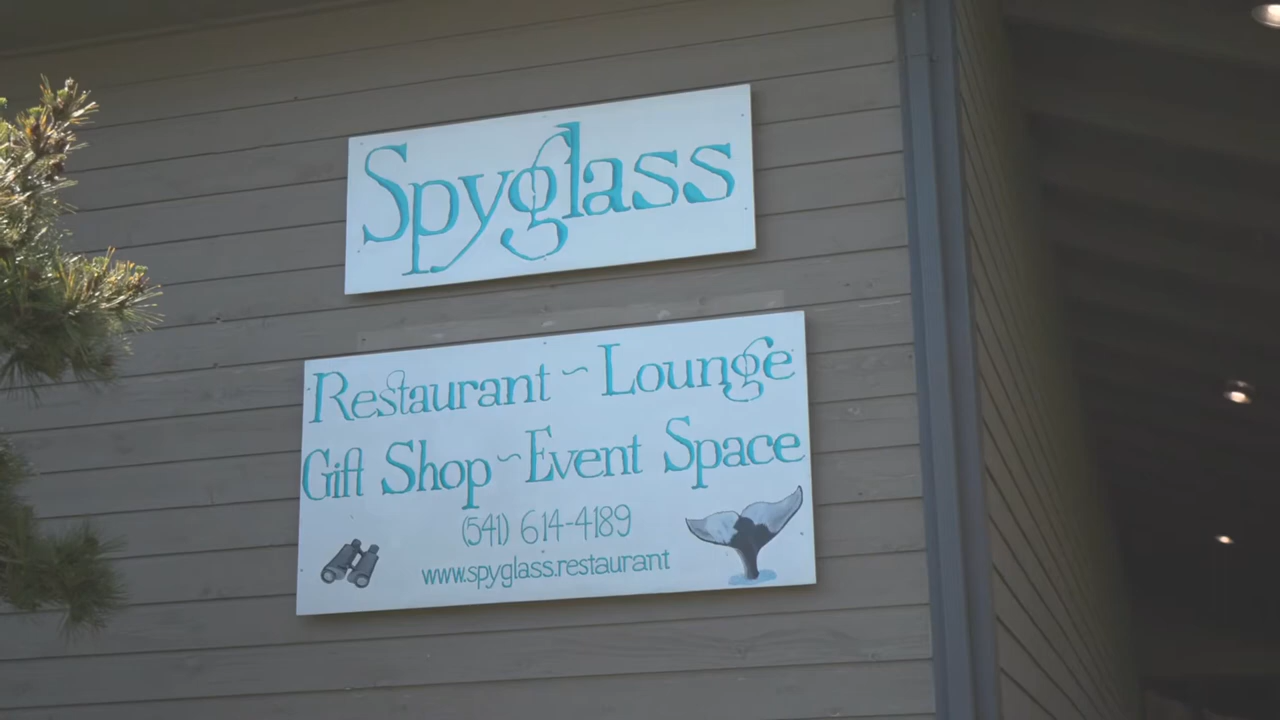 Spyglass
Restaurant ~ Lounge
Gift Shop ~ Event Space
(541) 614-4189
www.spyglass.restaurant